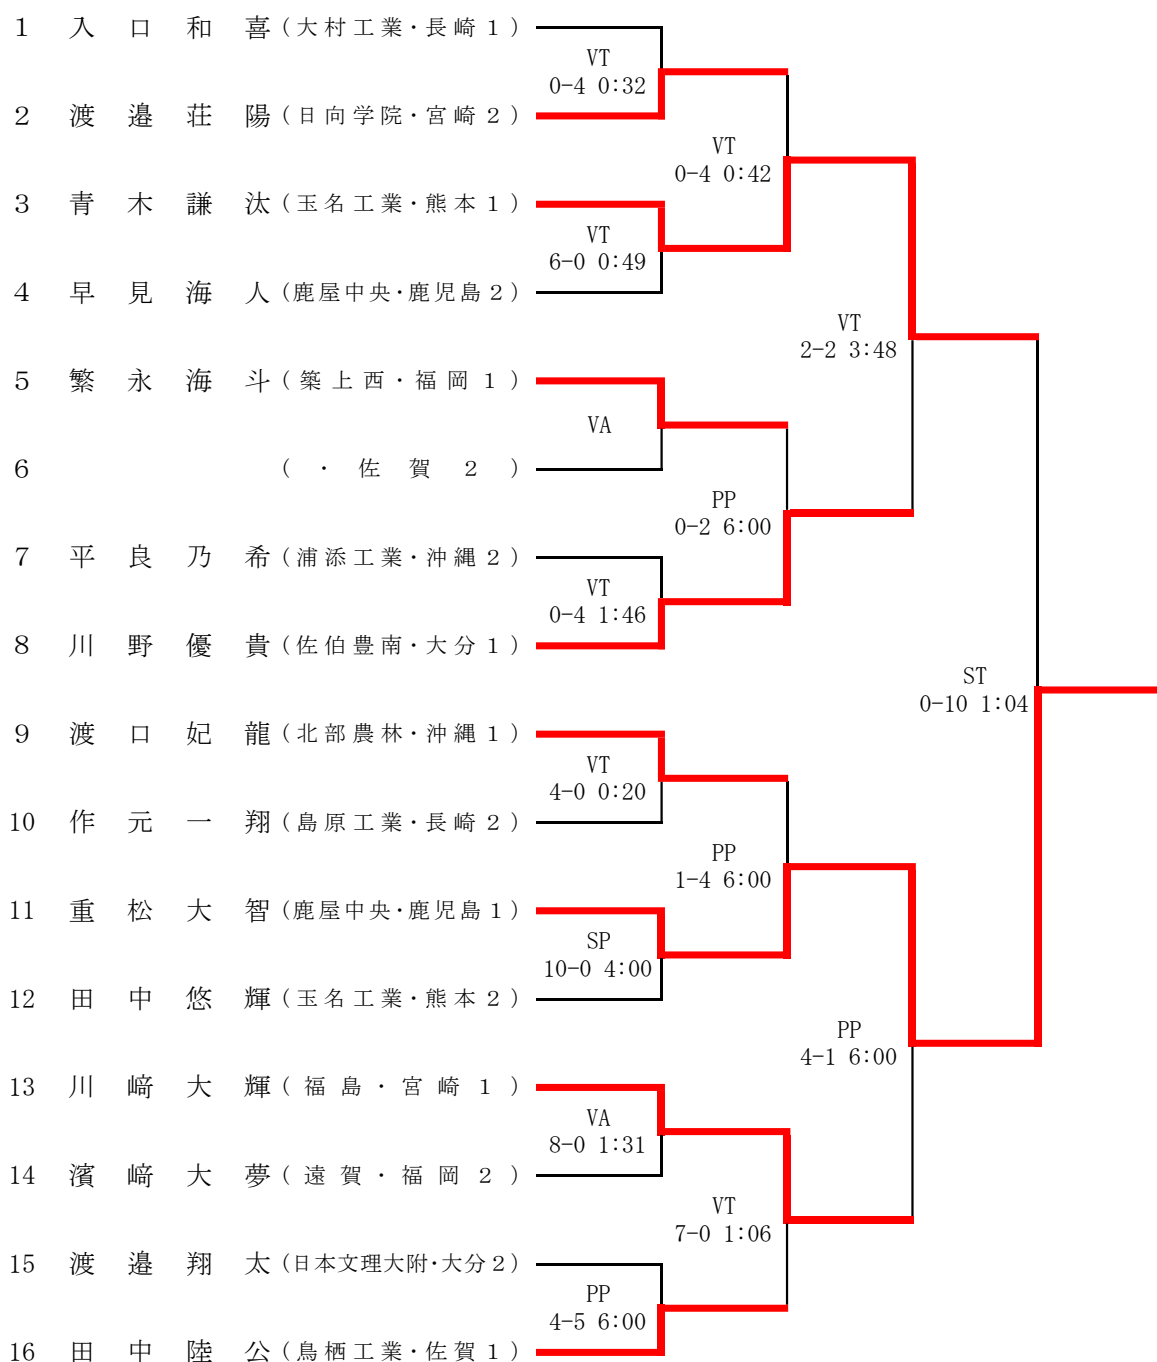 1 入口和喜 (大村工業・長崎1)
VT
0-4 0:32
2 渡邉荘陽 (日向学院・宮崎2)
VT
0-4 0:42
3 青木謙汰 (玉名工業・熊本1)
VT
6-0 0:49
4 早見海人 (鹿屋中央・鹿児島2)
VT
2-2 3:48
5 繁永海斗 (築上西・福岡1)
VA
6 (・佐賀2)
PP
0-2 6:00
7 平良乃希 (浦添工業・沖縄2)
VT
0-4 1:46
8 川野優貴 (佐伯豊南・大分1)
ST
0-10 1:04
9 渡口妃龍 (北部農林・沖縄1)
VT
4-0 0:20
10 作元一翔 (島原工業・長崎2)
PP
1-4 6:00
11 重松大智 (鹿屋中央・鹿児島1)
SP
10-0 4:00
12 田中悠輝 (玉名工業・熊本2)
PP
4-1 6:00
13 川﨑大輝 (福島・宮崎1)
VA
8-0 1:31
14 濱﨑大夢 (遠賀・福岡2)
VT
7-0 1:06
15 渡邉翔太 (日本文理大附・大分2)
PP
4-5 6:00
16 田中陸公 (鳥栖工業・佐賀1)